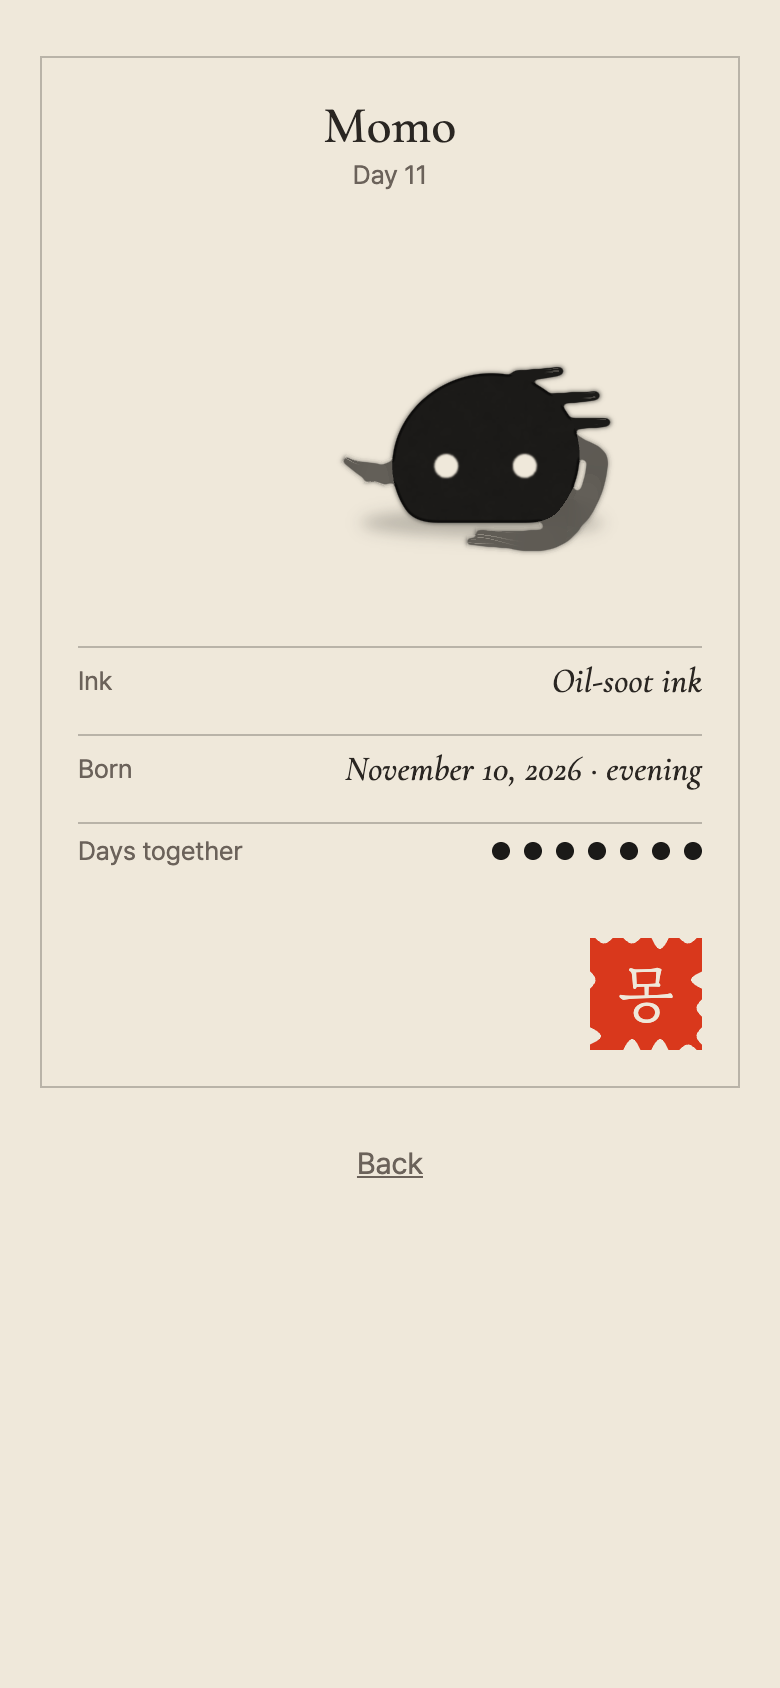 Momo
Day 11
Ink Oil-soot ink
Born November 10, 2026 · evening
Days together
몽
Back